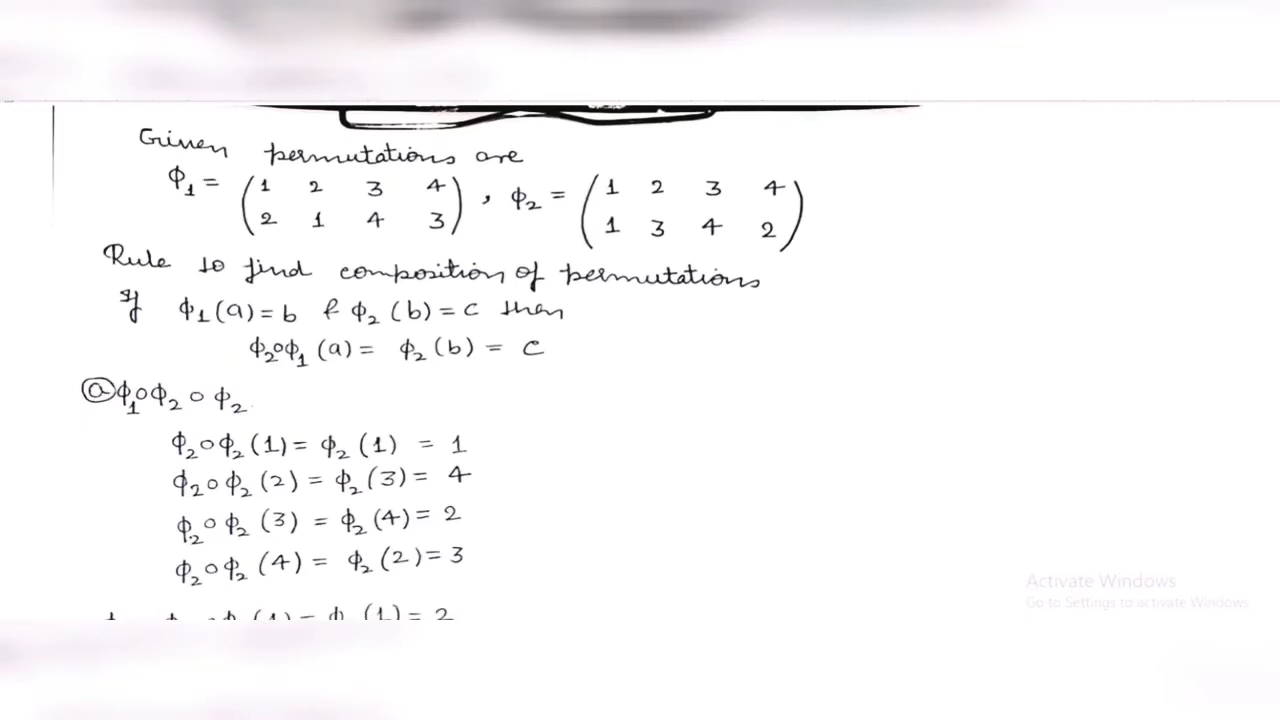 Given permutations are
ϕ₁ = (1 2 3 4 / 2 1 4 3), ϕ₂ = (1 2 3 4 / 1 3 4 2)
Rule to find composition of permutations
If ϕ₁(a) = b & ϕ₂(b) = c then
ϕ₂∘ϕ₁(a) = ϕ₂(b) = c
ⓐ ϕ₁∘ϕ₂∘ϕ₂
ϕ₂∘ϕ₂(1) = ϕ₂(1) = 1
ϕ₂∘ϕ₂(2) = ϕ₂(3) = 4
ϕ₂∘ϕ₂(3) = ϕ₂(4) = 2
ϕ₂∘ϕ₂(4) = ϕ₂(2) = 3
(1) = 2
Activate Windows
Go to Settings to activate Windows.